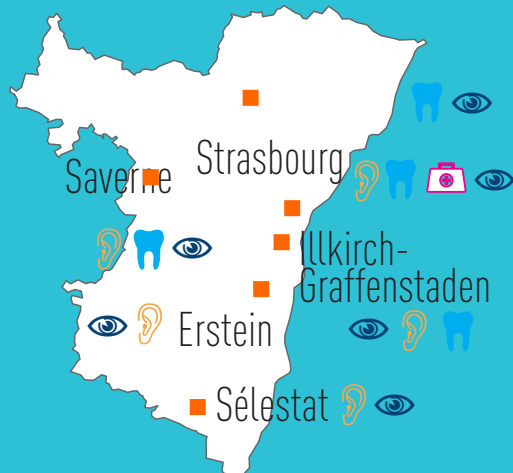 Strasbourg
Saverne
Illkirch-
Graffenstaden
Erstein
Sélestat